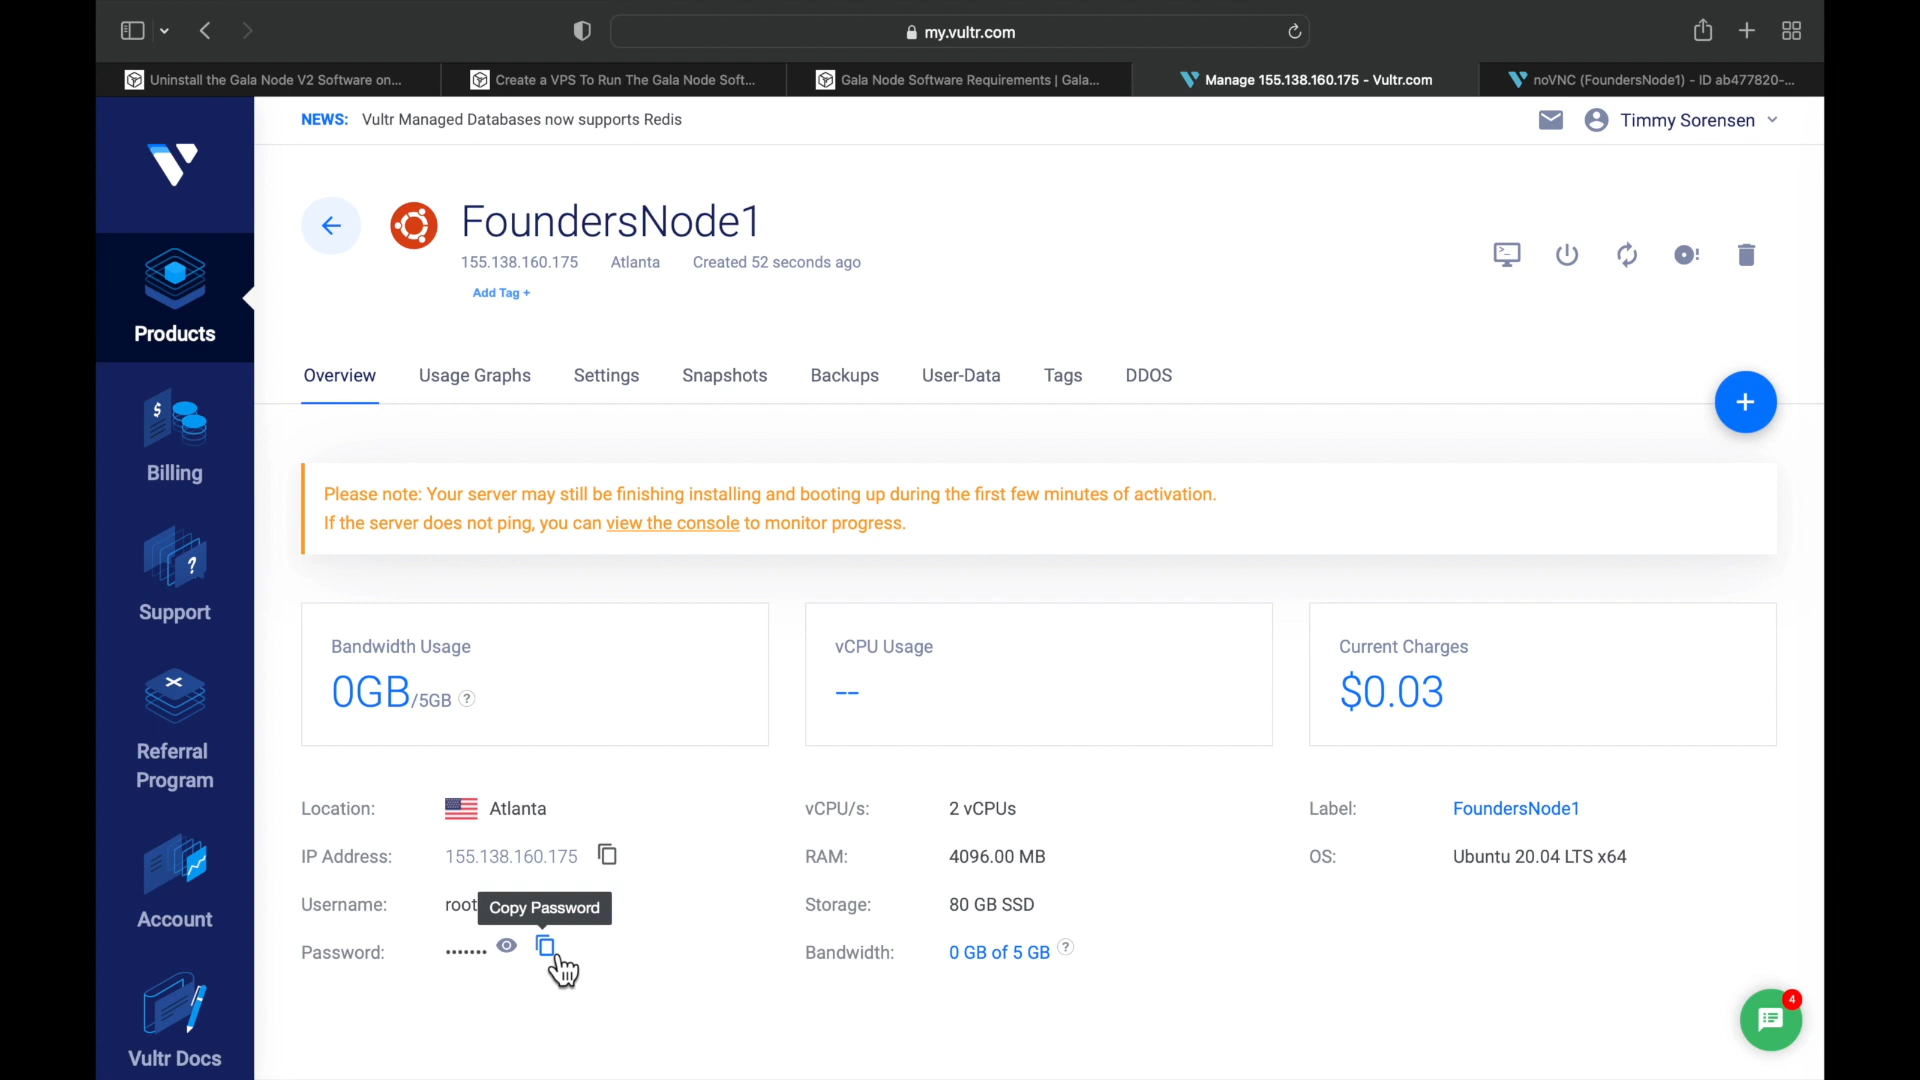 my.vultr.com
Uninstall the Gala Node V2 Software on...
Create a VPS To Run The Gala Node Soft...
Gala Node Software Requirements | Gala...
Manage 155.138.160.175 - Vultr.com
noVNC (FoundersNode1) - ID ab477820-...
NEWS: Vultr Managed Databases now supports Redis
Timmy Sorensen
FoundersNode1
155.138.160.175 Atlanta Created 52 seconds ago
Add Tag +
Products
Billing
Support
Referral
Program
Account
Vultr Docs
Overview Usage Graphs Settings Snapshots Backups User-Data Tags DDOS
+
Please note: Your server may still be finishing installing and booting up during the first few minutes of activation.
If the server does not ping, you can view the console to monitor progress.
Bandwidth Usage
0GB/5GB ?
vCPU Usage
--
Current Charges
$0.03
Location: Atlanta
IP Address: 155.138.160.175
Username: root
Copy Password
Password: •••••••
vCPU/s: 2 vCPUs
RAM: 4096.00 MB
Storage: 80 GB SSD
Bandwidth: 0 GB of 5 GB ?
Label: FoundersNode1
OS: Ubuntu 20.04 LTS x64
4